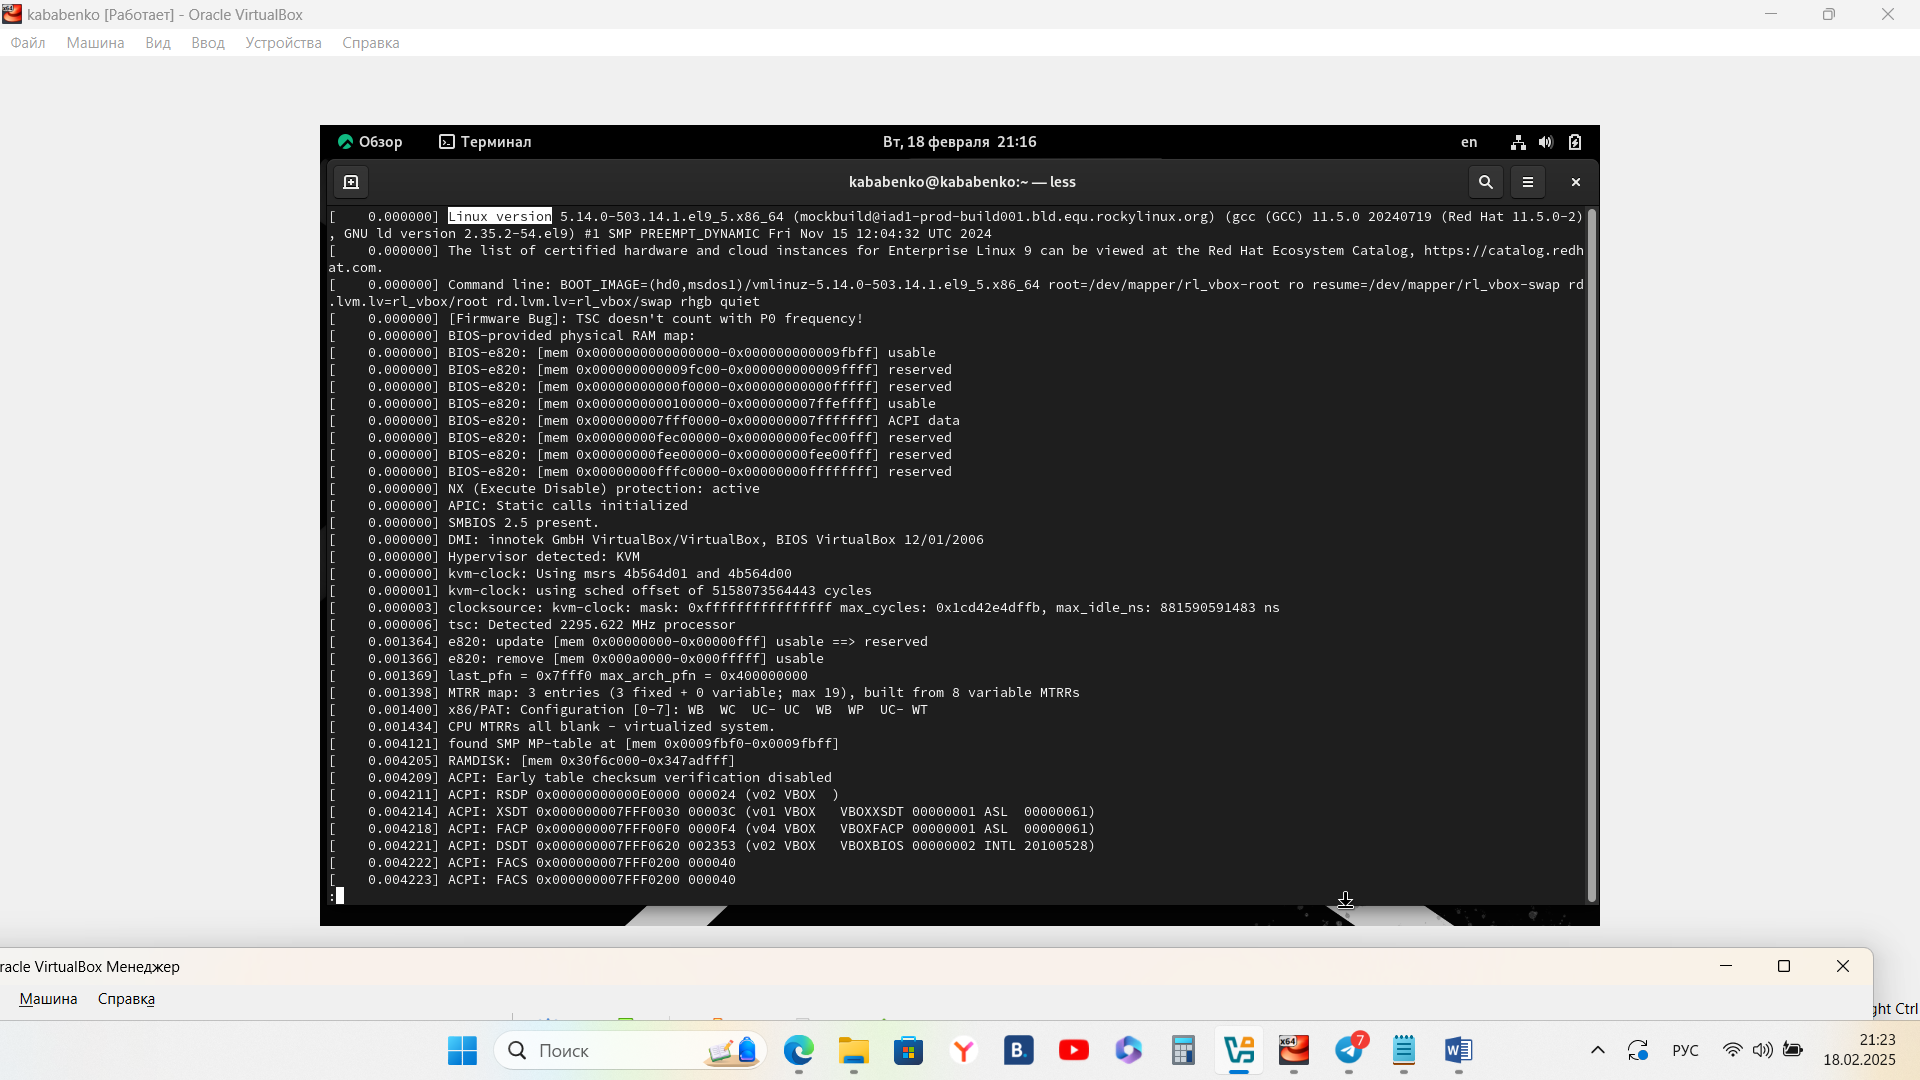 kababenko [Работает] - Oracle VirtualBox
Файл Машина Вид Ввод Устройства Справка
Обзор Терминал Вт, 18 февраля 21:16 en
kababenko@kababenko:~ — less
[    0.000000] Linux version 5.14.0-503.14.1.el9_5.x86_64 (mockbuild@iad1-prod-build001.bld.equ.rockylinux.org) (gcc (GCC) 11.5.0 20240719 (Red Hat 11.5.0-2)
, GNU ld version 2.35.2-54.el9) #1 SMP PREEMPT_DYNAMIC Fri Nov 15 12:04:32 UTC 2024
[    0.000000] The list of certified hardware and cloud instances for Enterprise Linux 9 can be viewed at the Red Hat Ecosystem Catalog, https://catalog.redh
at.com.
[    0.000000] Command line: BOOT_IMAGE=(hd0,msdos1)/vmlinuz-5.14.0-503.14.1.el9_5.x86_64 root=/dev/mapper/rl_vbox-root ro resume=/dev/mapper/rl_vbox-swap rd
.lvm.lv=rl_vbox/root rd.lvm.lv=rl_vbox/swap rhgb quiet
[    0.000000] [Firmware Bug]: TSC doesn't count with P0 frequency!
[    0.000000] BIOS-provided physical RAM map:
[    0.000000] BIOS-e820: [mem 0x0000000000000000-0x000000000009fbff] usable
[    0.000000] BIOS-e820: [mem 0x000000000009fc00-0x000000000009ffff] reserved
[    0.000000] BIOS-e820: [mem 0x00000000000f0000-0x00000000000fffff] reserved
[    0.000000] BIOS-e820: [mem 0x0000000000100000-0x000000007ffeffff] usable
[    0.000000] BIOS-e820: [mem 0x000000007fff0000-0x000000007fffffff] ACPI data
[    0.000000] BIOS-e820: [mem 0x00000000fec00000-0x00000000fec00fff] reserved
[    0.000000] BIOS-e820: [mem 0x00000000fee00000-0x00000000fee00fff] reserved
[    0.000000] BIOS-e820: [mem 0x00000000fffc0000-0x00000000ffffffff] reserved
[    0.000000] NX (Execute Disable) protection: active
[    0.000000] APIC: Static calls initialized
[    0.000000] SMBIOS 2.5 present.
[    0.000000] DMI: innotek GmbH VirtualBox/VirtualBox, BIOS VirtualBox 12/01/2006
[    0.000000] Hypervisor detected: KVM
[    0.000000] kvm-clock: Using msrs 4b564d01 and 4b564d00
[    0.000001] kvm-clock: using sched offset of 5158073564443 cycles
[    0.000003] clocksource: kvm-clock: mask: 0xffffffffffffffff max_cycles: 0x1cd42e4dffb, max_idle_ns: 881590591483 ns
[    0.000006] tsc: Detected 2295.622 MHz processor
[    0.001364] e820: update [mem 0x00000000-0x00000fff] usable ==> reserved
[    0.001366] e820: remove [mem 0x000a0000-0x000fffff] usable
[    0.001369] last_pfn = 0x7fff0 max_arch_pfn = 0x400000000
[    0.001398] MTRR map: 3 entries (3 fixed + 0 variable; max 19), built from 8 variable MTRRs
[    0.001400] x86/PAT: Configuration [0-7]: WB  WC  UC- UC  WB  WP  UC- WT
[    0.001434] CPU MTRRs all blank - virtualized system.
[    0.004121] found SMP MP-table at [mem 0x0009fbf0-0x0009fbff]
[    0.004205] RAMDISK: [mem 0x30f6c000-0x347adfff]
[    0.004209] ACPI: Early table checksum verification disabled
[    0.004211] ACPI: RSDP 0x00000000000E0000 000024 (v02 VBOX  )
[    0.004214] ACPI: XSDT 0x000000007FFF0030 00003C (v01 VBOX   VBOXXSDT 00000001 ASL  00000061)
[    0.004218] ACPI: FACP 0x000000007FFF00F0 0000F4 (v04 VBOX   VBOXFACP 00000001 ASL  00000061)
[    0.004221] ACPI: DSDT 0x000000007FFF0620 002353 (v02 VBOX   VBOXBIOS 00000002 INTL 20100528)
[    0.004222] ACPI: FACS 0x000000007FFF0200 000040
[    0.004223] ACPI: FACS 0x000000007FFF0200 000040
:
racle VirtualBox Менеджер
Машина Справка
ght Ctrl
Поиск
B.
x64
7
РУС
21:23
18.02.2025